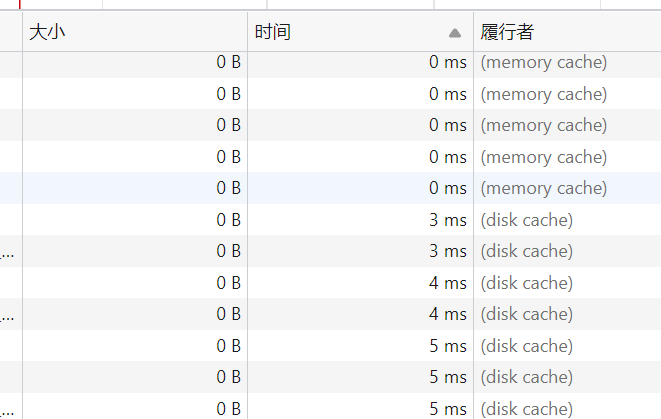 大小 时间 履行者
0 B 0 ms (memory cache)
0 B 0 ms (memory cache)
0 B 0 ms (memory cache)
0 B 0 ms (memory cache)
0 B 0 ms (memory cache)
0 B 3 ms (disk cache)
... 0 B 3 ms (disk cache)
0 B 4 ms (disk cache)
... 0 B 4 ms (disk cache)
0 B 5 ms (disk cache)
0 B 5 ms (disk cache)
... 0 B 5 ms (disk cache)